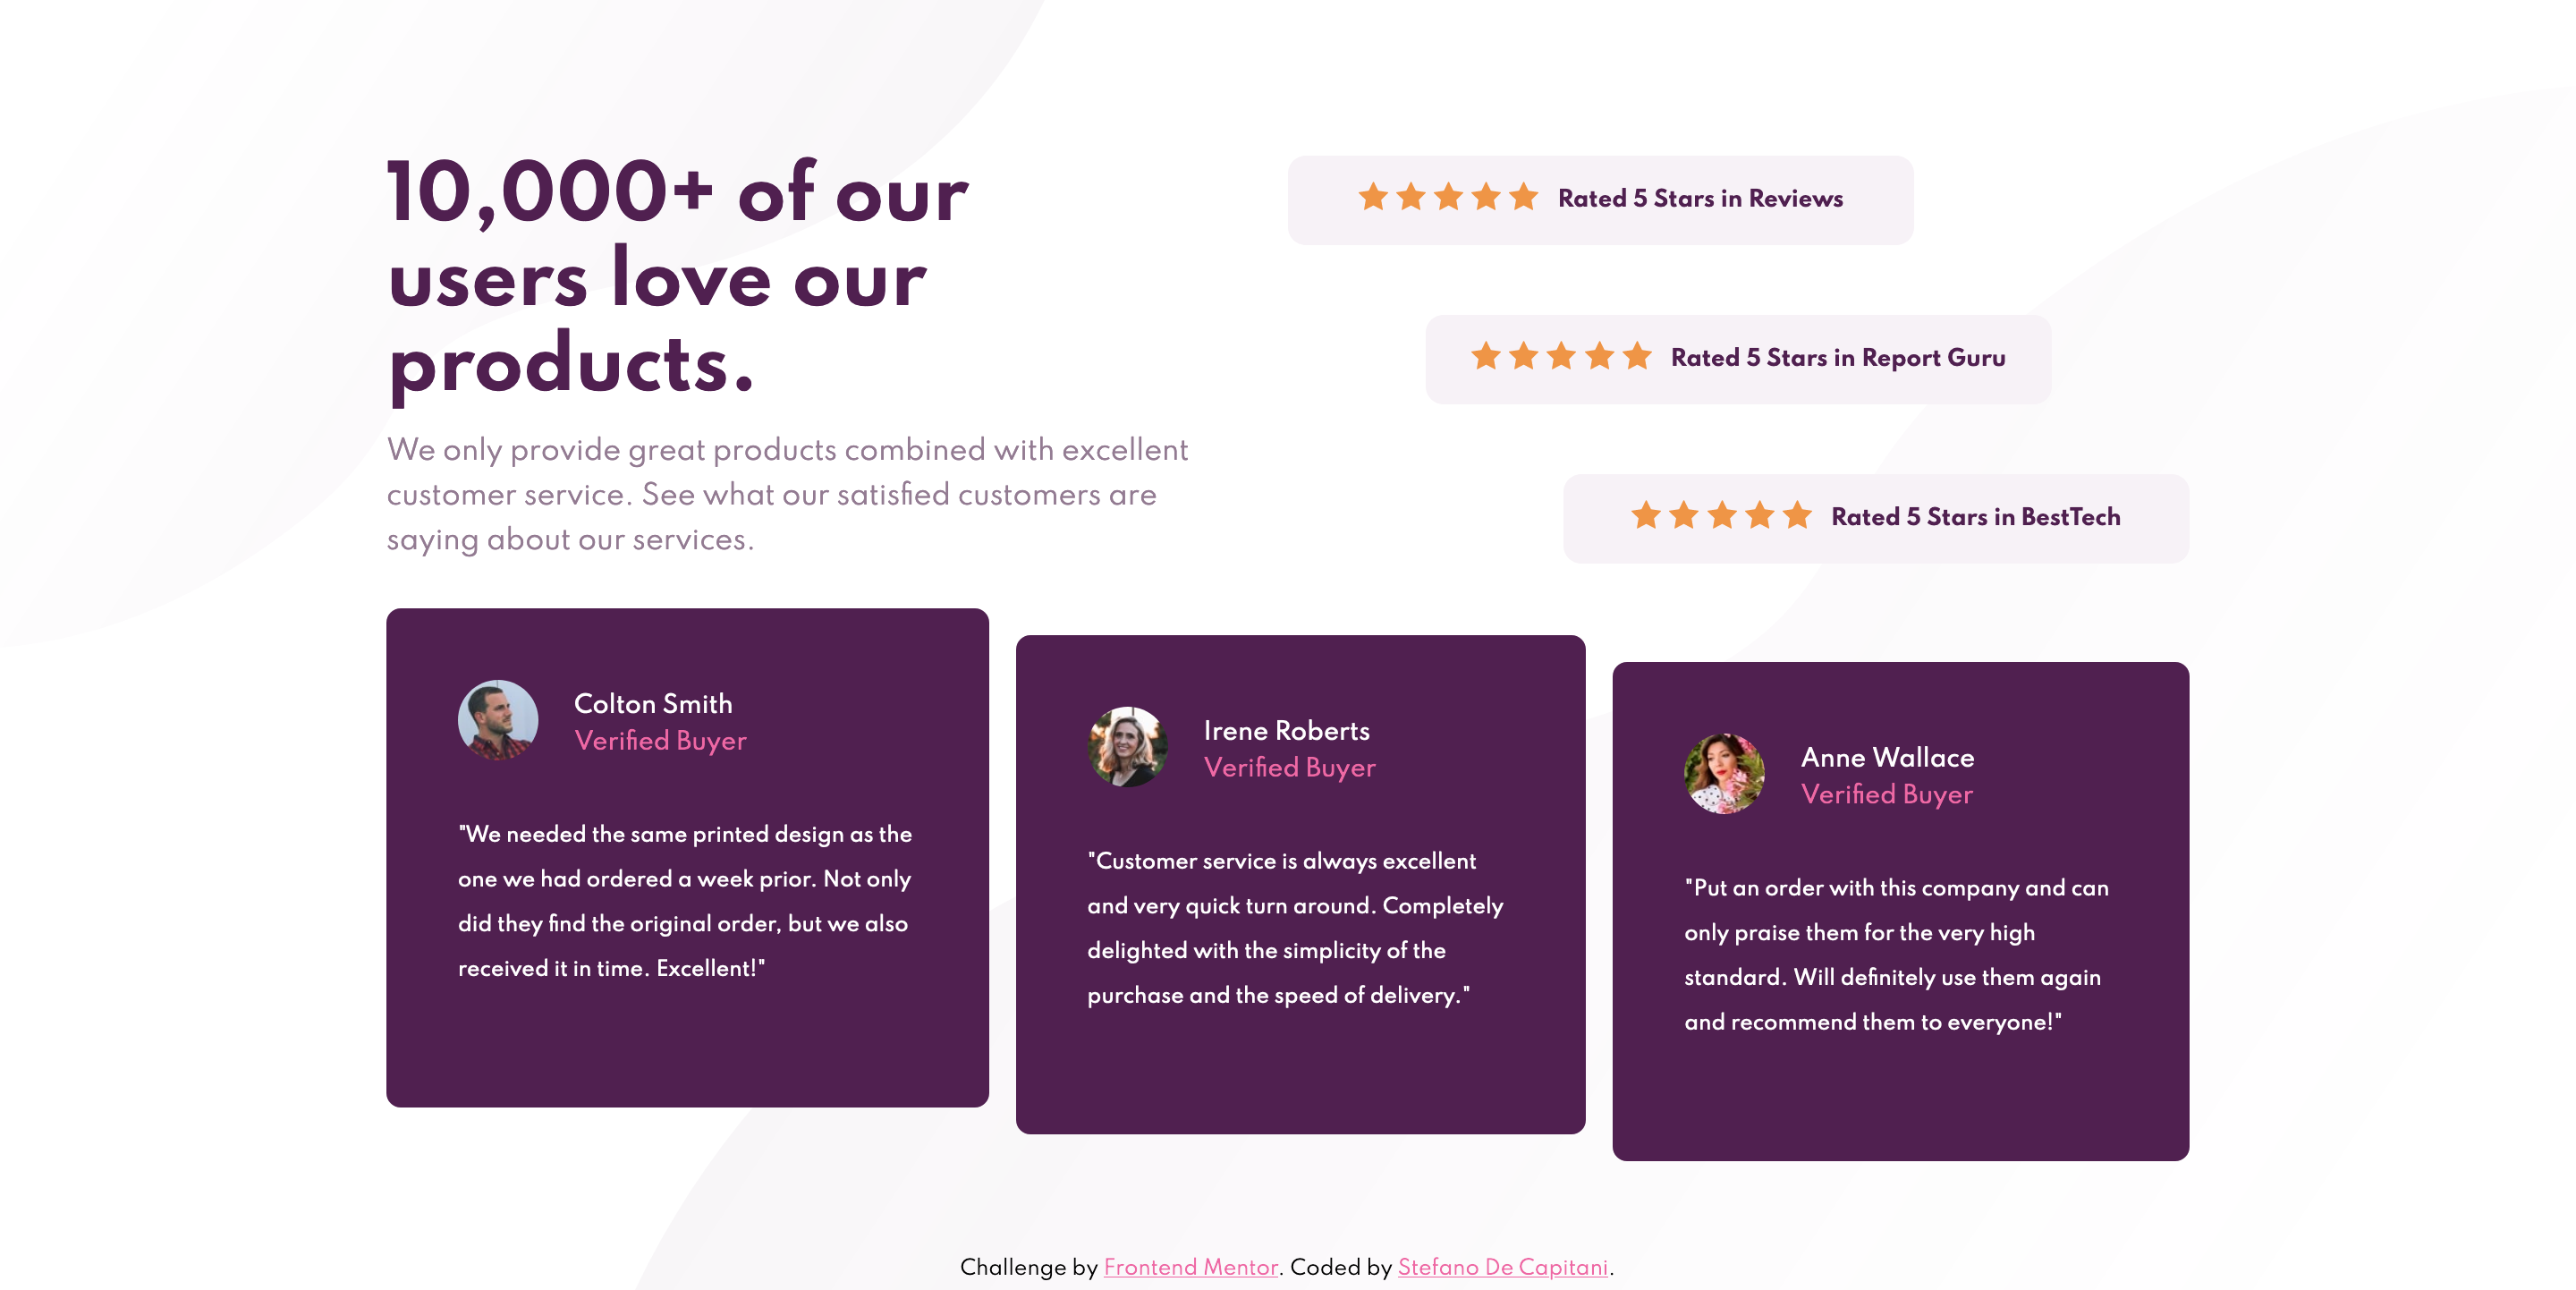 10,000+ of our
users love our
products.
We only provide great products combined with excellent
customer service. See what our satisfied customers are
saying about our services.
Rated 5 Stars in Reviews
Rated 5 Stars in Report Guru
Rated 5 Stars in BestTech
Colton Smith
Verified Buyer
"We needed the same printed design as the
one we had ordered a week prior. Not only
did they find the original order, but we also
received it in time. Excellent!"
Irene Roberts
Verified Buyer
"Customer service is always excellent
and very quick turn around. Completely
delighted with the simplicity of the
purchase and the speed of delivery."
Anne Wallace
Verified Buyer
"Put an order with this company and can
only praise them for the very high
standard. Will definitely use them again
and recommend them to everyone!"
Challenge by Frontend Mentor. Coded by Stefano De Capitani.